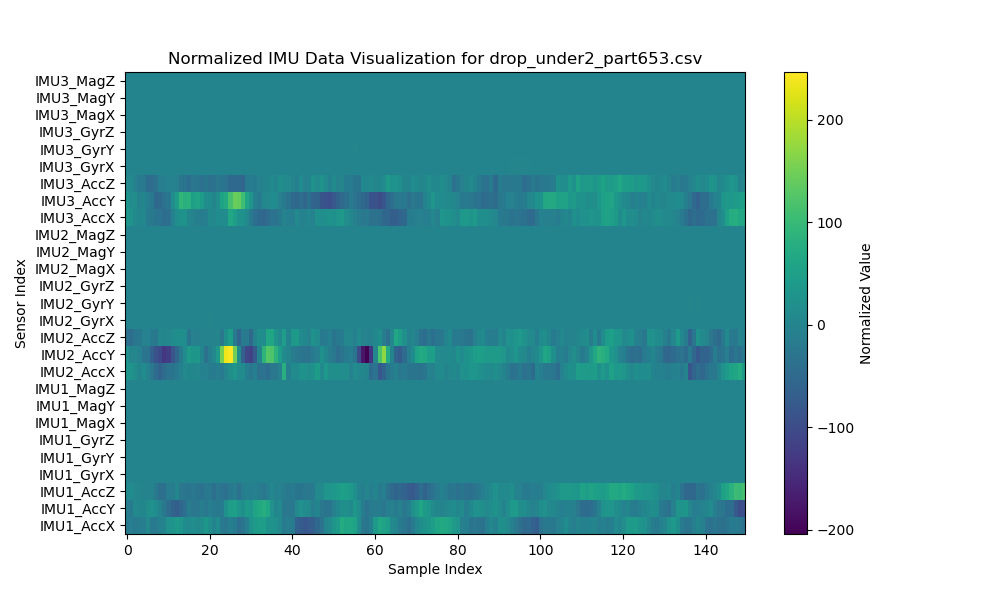 Normalized IMU Data Visualization for drop_under2_part653.csv
IMU3_MagZ
IMU3_MagY
IMU3_MagX
IMU3_GyrZ
IMU3_GyrY
IMU3_GyrX
IMU3_AccZ
IMU3_AccY
IMU3_AccX
IMU2_MagZ
IMU2_MagY
IMU2_MagX
IMU2_GyrZ
IMU2_GyrY
IMU2_GyrX
IMU2_AccZ
IMU2_AccY
IMU2_AccX
IMU1_MagZ
IMU1_MagY
IMU1_MagX
IMU1_GyrZ
IMU1_GyrY
IMU1_GyrX
IMU1_AccZ
IMU1_AccY
IMU1_AccX
Sensor Index
0 20 40 60 80 100 120 140
Sample Index
200
100
0
−100
−200
Normalized Value